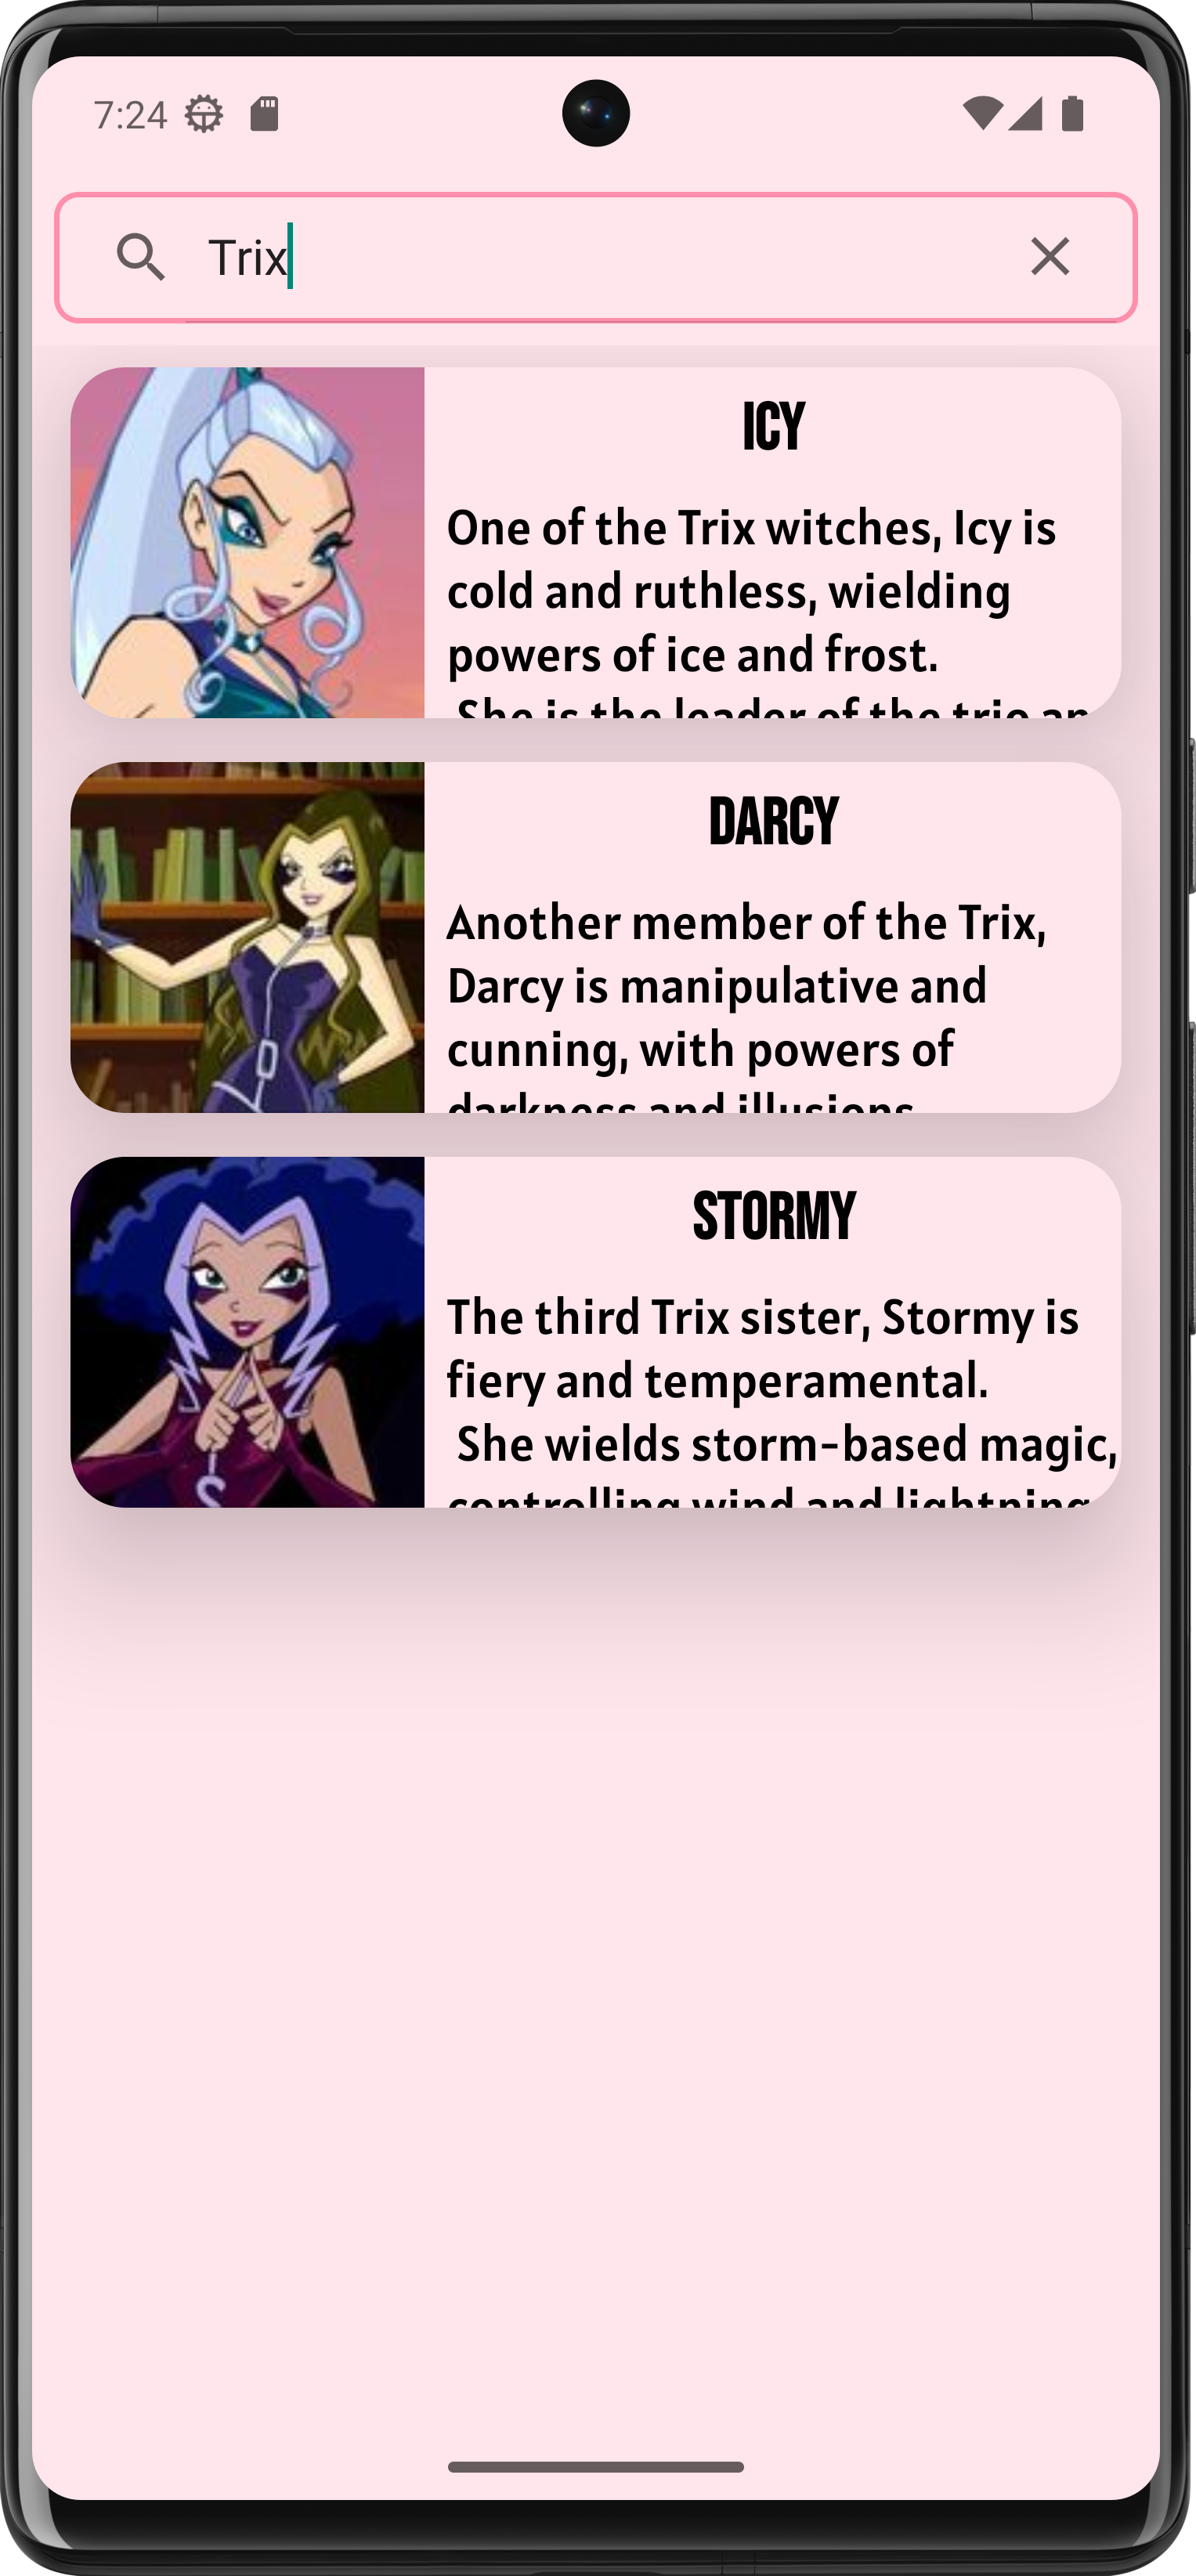 7:24
Trix
ICY
One of the Trix witches, Icy is
cold and ruthless, wielding
powers of ice and frost.
She is the leader of the trio an
DARCY
Another member of the Trix,
Darcy is manipulative and
cunning, with powers of
darkness and illusions
STORMY
The third Trix sister, Stormy is
fiery and temperamental.
She wields storm-based magic,
controlling wind and lightning